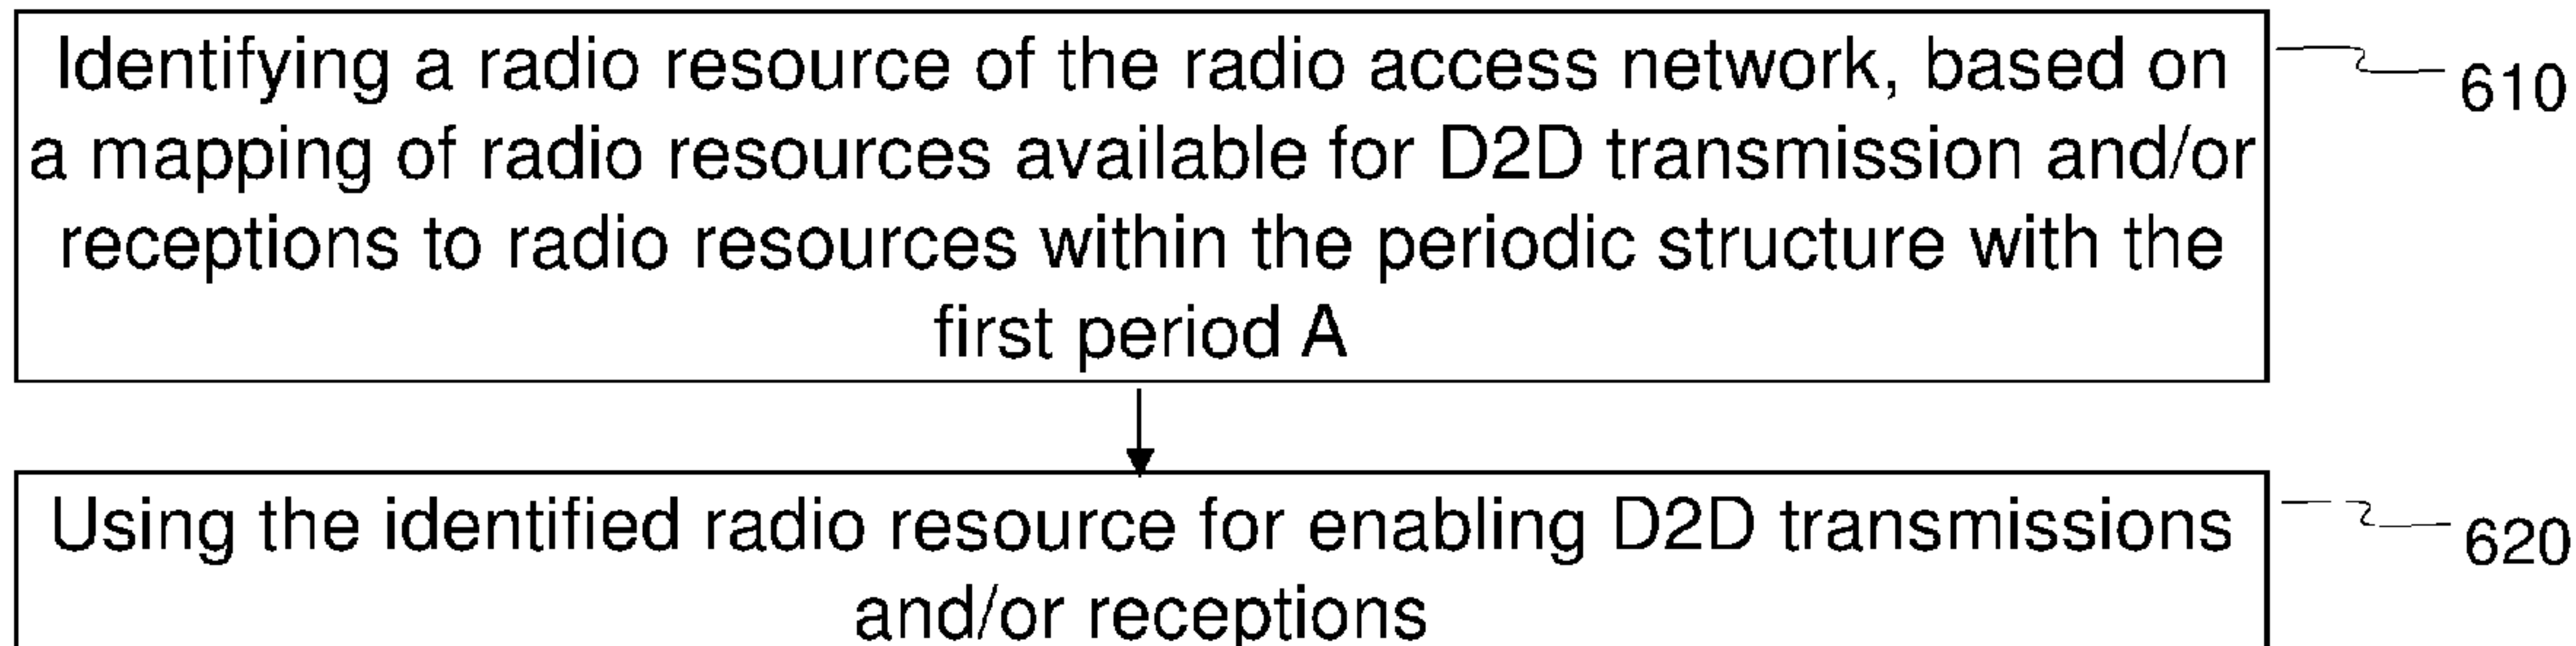 Identifying a radio resource of the radio access network, based on
610
a mapping of radio resources available for D2D transmission and/or
receptions to radio resources within the periodic structure with the
first period A
Using the identified radio resource for enabling D2D transmissions
620
and/or receptions